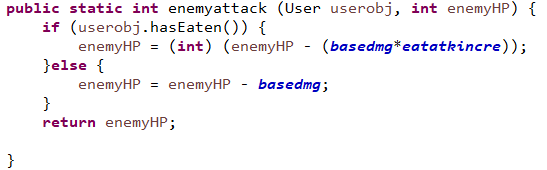 public static int enemyattack (User userobj, int enemyHP) {
    if (userobj.hasEaten()) {
        enemyHP = (int) (enemyHP - (basedmg*eatatkincre));
    }else {
        enemyHP = enemyHP - basedmg;
    }
    return enemyHP;
}